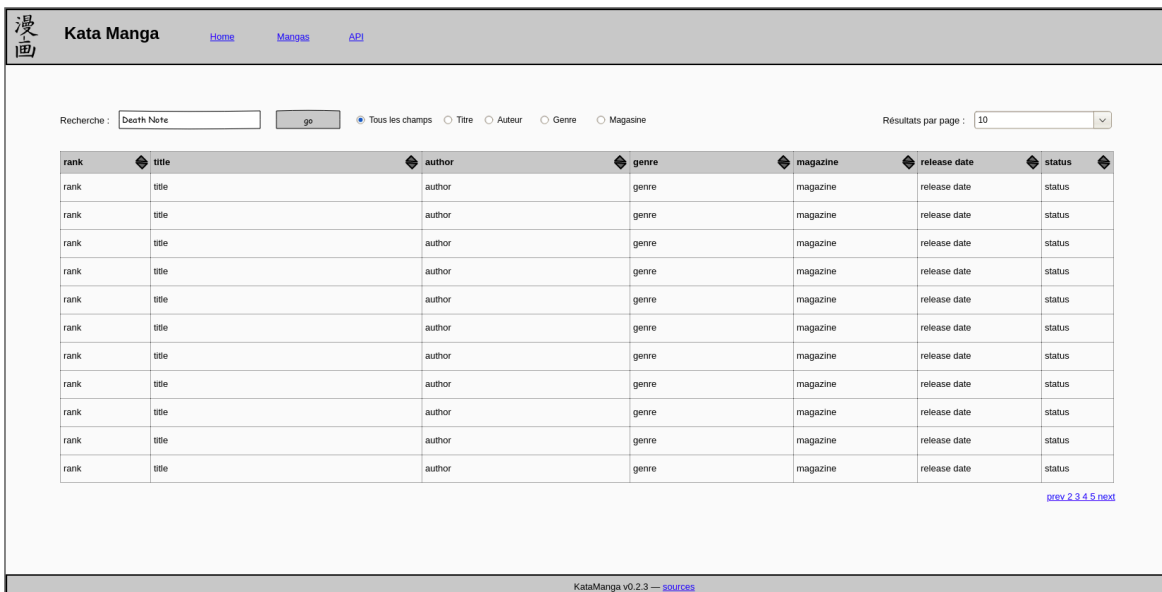 漫画 Kata Manga Home Mangas API
Recherche : Death Note go Tous les champs Titre Auteur Genre Magasine Résultats par page : 10
rank title author genre magazine release date status
rank title author genre magazine release date status
rank title author genre magazine release date status
rank title author genre magazine release date status
rank title author genre magazine release date status
rank title author genre magazine release date status
rank title author genre magazine release date status
rank title author genre magazine release date status
rank title author genre magazine release date status
rank title author genre magazine release date status
rank title author genre magazine release date status
rank title author genre magazine release date status
prev 2 3 4 5 next
KataManga v0.2.3 — sources